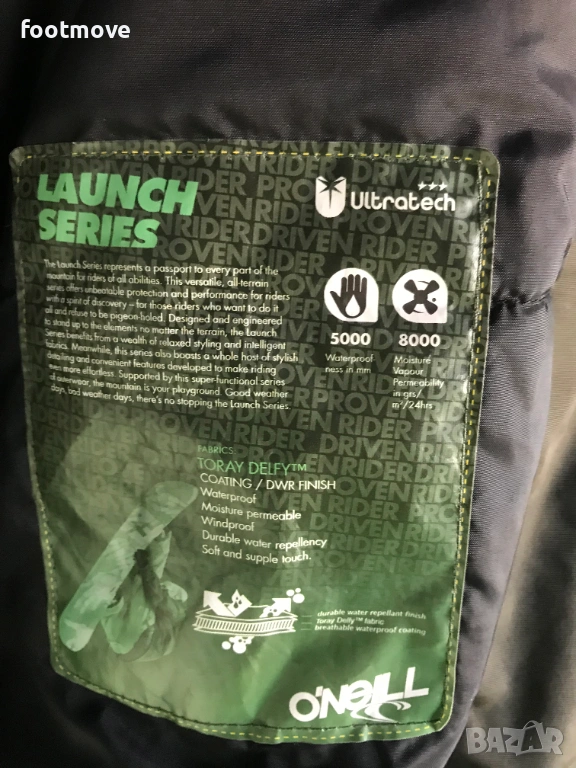 footmove
LAUNCH
SERIES
Ultratech
The Launch Series represents a passport to every part of the
mountain for riders of all abilities. This versatile, all-terrain
series offers unbeatable protection and performance for riders
with a spirit of discovery – for those riders who want to do it
all and refuse to be pigeon-holed. Designed and engineered
to stand up to the elements no matter the terrain, the Launch
Series benefits from a wealth of relaxed styling and intelligent
fabrics. Meanwhile, this series also boasts a whole host of stylish
detailing and convenient features developed to make riding
even more effortless. Supported by this super-functional series
of outerwear, the mountain is your playground. Good weather
days, bad weather days, there's no stopping the Launch Series.
5000
Waterproof-
ness in mm
8000
Moisture
Vapour
Permeability
in grs/
m²/24hrs
FABRICS
TORAY DELFY™
COATING / DWR FINISH
Waterproof
Moisture permeable
Windproof
Durable water repellency
Soft and supple touch.
durable water repellant finish
Toray Delfy™ fabric
breathable waterproof coating
O'NEILL
BAZAR